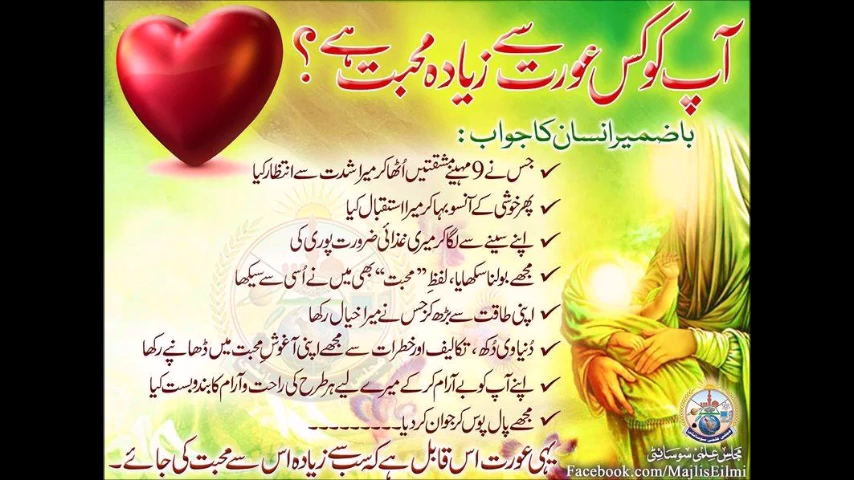 آپ کو کس عورت سے زیادہ محبت ہے؟
باضمیر انسان کا جواب:
✓ جس نے 9 مہینے مشقتیں اُٹھا کر میرا شدت سے انتظار کیا
✓ پھر خوشی کے آنسو بہا کر میرا استقبال کیا
✓ اپنے سینے سے لگا کر میری غذائی ضرورت پوری کی
✓ مجھے بولنا سکھایا، لفظِ "محبت" بھی میں نے اُسی سے سیکھا
✓ اپنی طاقت سے بڑھ کر جس نے میرا خیال رکھا
✓ دُنیاوی دُکھ، تکالیف اور خطرات سے مجھے اپنی آغوشِ محبت میں ڈھانپے رکھا
✓ اپنے آپ کو بے آرام کر کے میرے لیے ہر طرح کی راحت و آرام کا بندوبست کیا
✓ مجھے پال پوس کر جوان کر دیا۔۔۔۔۔۔۔۔۔
یہی عورت اس قابل ہے کہ سب سے زیادہ اس سے محبت کی جائے۔
مجلس علمی سوسائٹی
Facebook.com/MajlisEilmi